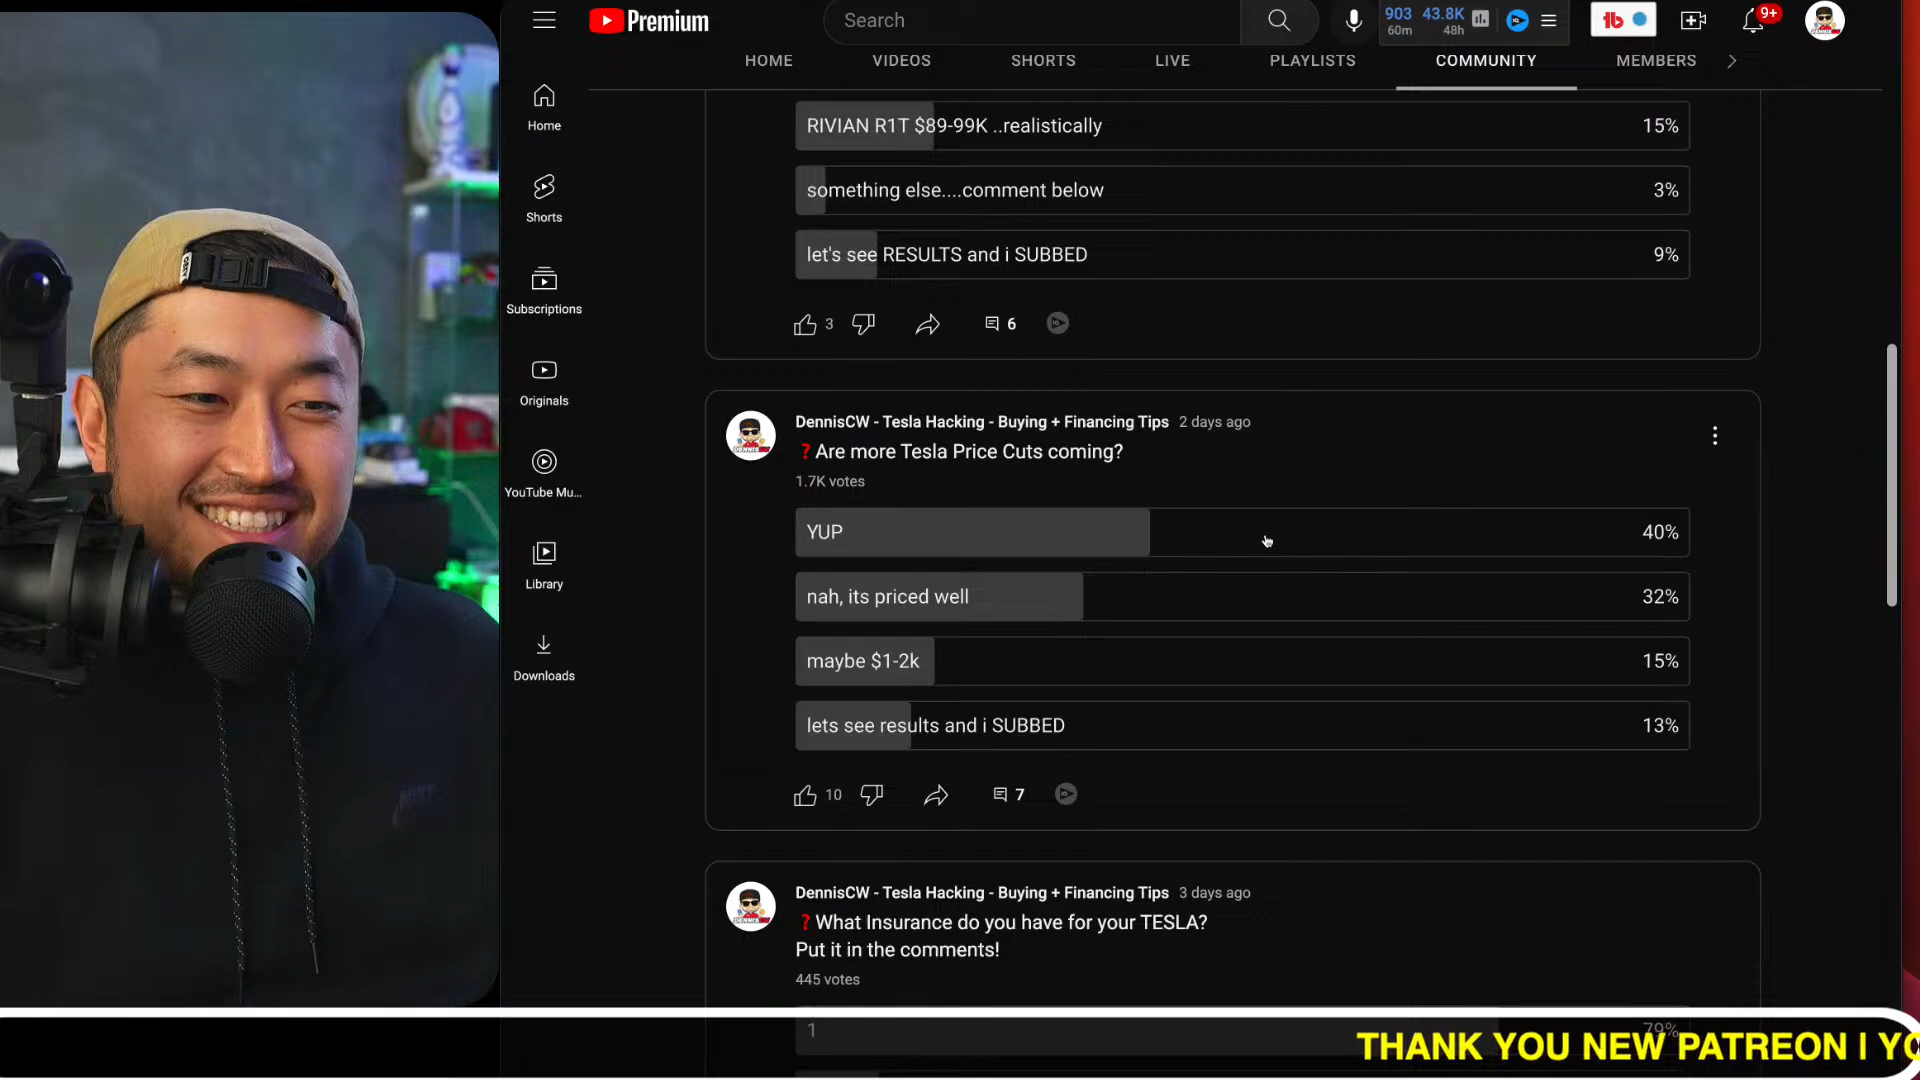 Premium
Search
903
60m
43.8K
48h
9+
HOME
VIDEOS
SHORTS
LIVE
PLAYLISTS
COMMUNITY
MEMBERS
Home
Shorts
Subscriptions
Originals
YouTube Mu...
Library
Downloads
RIVIAN R1T $89-99K ..realistically
15%
something else....comment below
3%
let's see RESULTS and i SUBBED
9%
3
6
DennisCW - Tesla Hacking - Buying + Financing Tips 2 days ago
❓Are more Tesla Price Cuts coming?
1.7K votes
YUP
40%
nah, its priced well
32%
maybe $1-2k
15%
lets see results and i SUBBED
13%
10
7
DennisCW - Tesla Hacking - Buying + Financing Tips 3 days ago
❓What Insurance do you have for your TESLA?
Put it in the comments!
445 votes
1
79%
THANK YOU NEW PATREON I YO